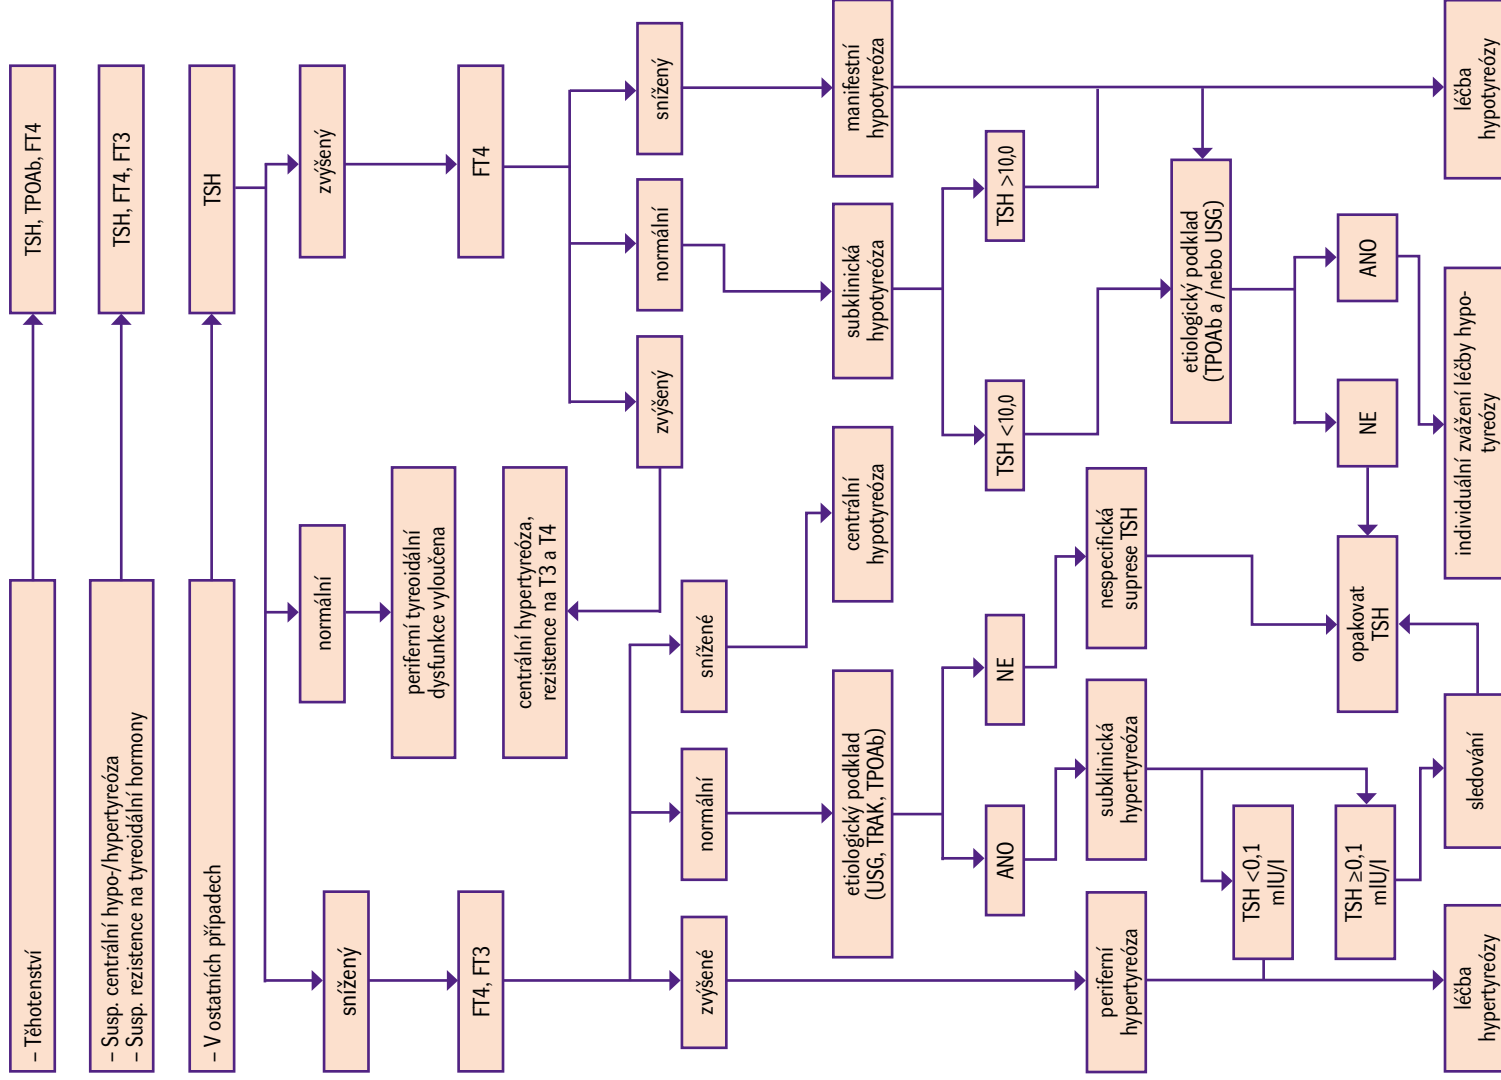 – Těhotenství
TSH, TPOAb, FT4
– Susp. centrální hypo-/hypertyreóza
– Susp. rezistence na tyreoidální hormony
TSH, FT4, FT3
– V ostatních případech
TSH
snížený
normální
zvýšený
periferní tyreoidální
dysfunkce vyloučena
FT4, FT3
FT4
centrální hypertyreóza,
rezistence na T3 a T4
zvýšený
normální
snížený
zvýšené
normální
snížené
etiologický podklad
(USG, TRAK, TPOAb)
centrální
hypotyreóza
subklinická
hypotyreóza
manifestní
hypotyreóza
ANO
NE
TSH <10,0
TSH >10,0
periferní
hypertyreóza
subklinická
hypertyreóza
nespecifická
suprese TSH
etiologický podklad
(TPOAb a /nebo USG)
TSH <0,1
mIU/l
TSH ≥0,1
mIU/l
opakovat
TSH
NE
ANO
léčba
hypertyreózy
sledování
individuální zvážení léčby hypo-
tyreózy
léčba
hypotyreózy